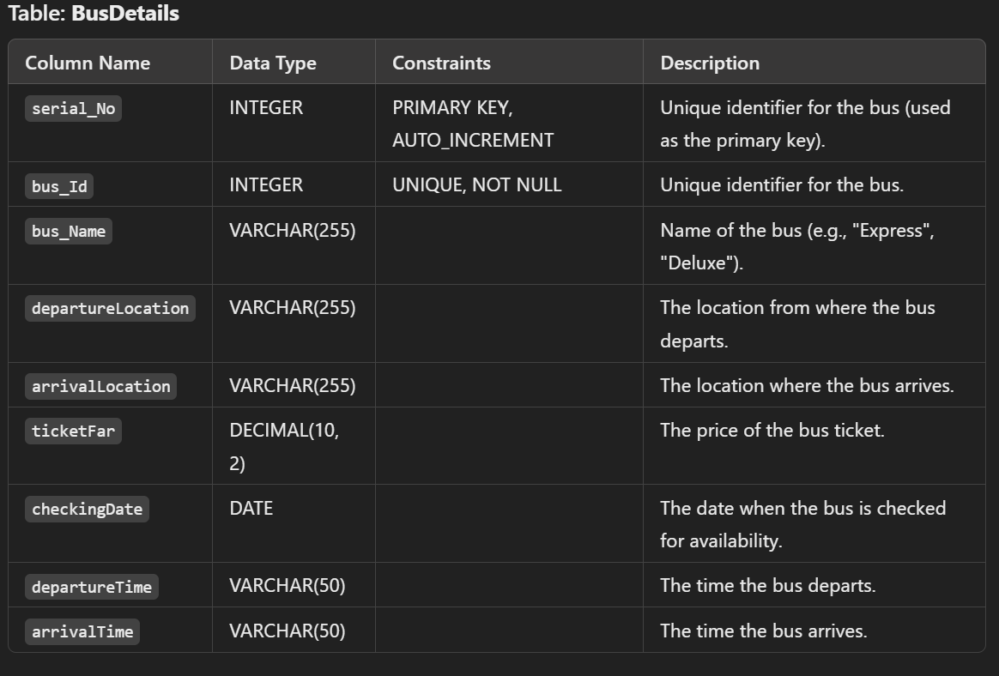 Table: BusDetails
Column Name Data Type Constraints Description
serial_No INTEGER PRIMARY KEY, Unique identifier for the bus (used
AUTO_INCREMENT as the primary key).
bus_Id INTEGER UNIQUE, NOT NULL Unique identifier for the bus.
bus_Name VARCHAR(255) Name of the bus (e.g., "Express",
"Deluxe").
departureLocation VARCHAR(255) The location from where the bus
departs.
arrivalLocation VARCHAR(255) The location where the bus arrives.
ticketFar DECIMAL(10, The price of the bus ticket.
2)
checkingDate DATE The date when the bus is checked
for availability.
departureTime VARCHAR(50) The time the bus departs.
arrivalTime VARCHAR(50) The time the bus arrives.